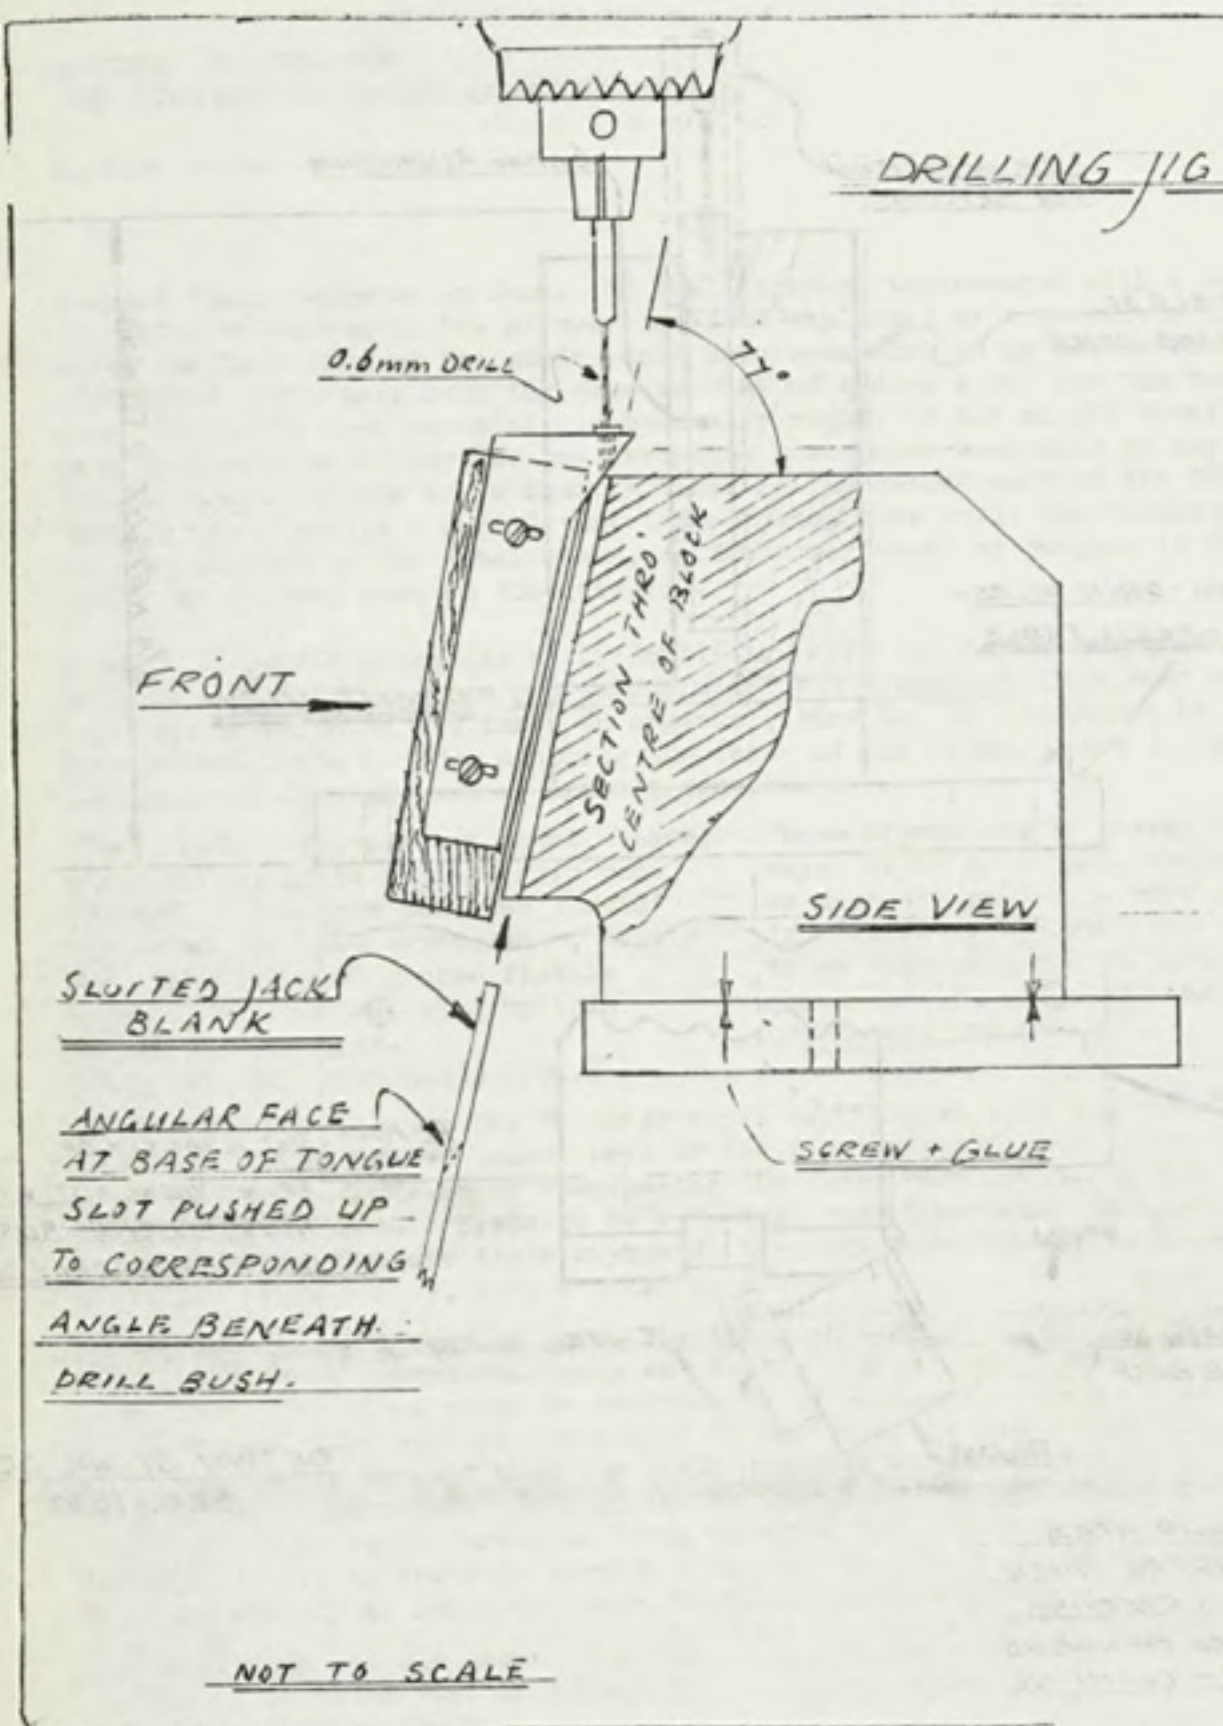 DRILLING JIG
0.6mm DRILL
77°
SECTION THRO'
CENTRE OF BLOCK
FRONT
SIDE VIEW
SLOTTED JACK
BLANK
ANGULAR FACE
AT BASE OF TONGUE
SLOT PUSHED UP
TO CORRESPONDING
ANGLE BENEATH
DRILL BUSH.
SCREW + GLUE
NOT TO SCALE